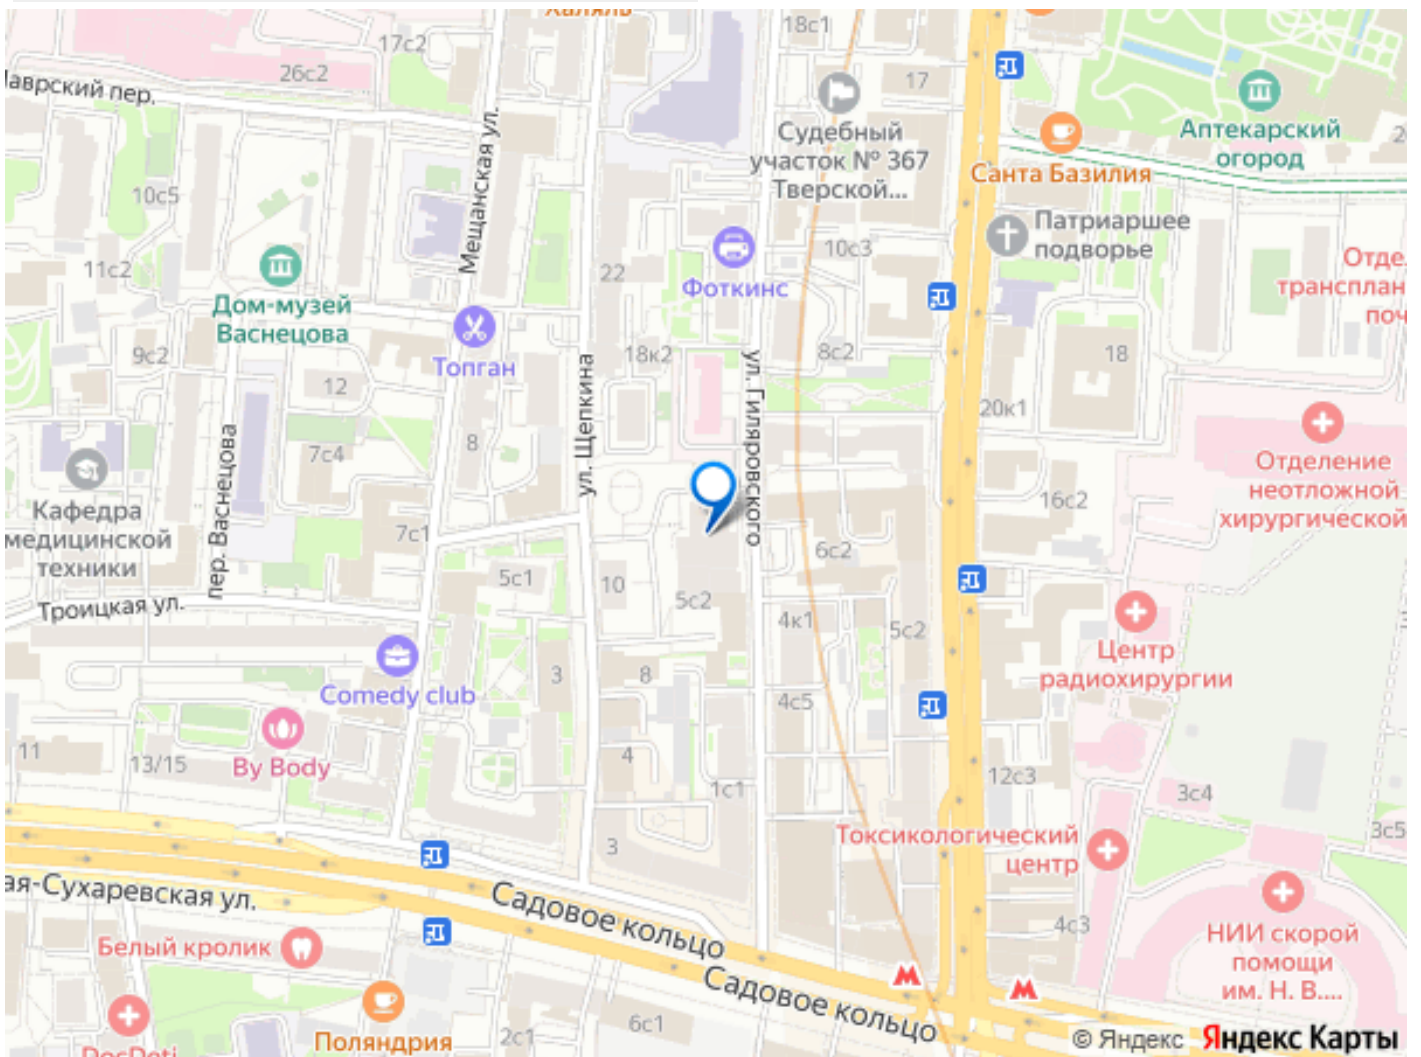 Халяль
18с1
17с2
26с2
17
Лаврский пер.
Мещанская ул.
Судебный
участок № 367
Тверской...
Аптекарский
огород
Санта Базилия
10с5
Патриаршее
подворье
10с3
11с2
22
Фоткинс
Дом-музей
Васнецова
9с2
Топган
18к2
8с2
18
12
20к1
ул. Щепкина
ул. Гиляровского
8
7с4
пер. Васнецова
Отделение
неотложной
хирургической
16с2
Кафедра
медицинской
техники
7с1
6с2
5с1
10
5с2
4к1
5с2
Троицкая ул.
Центр
радиохирургии
Comedy club
3
8
4с5
By Body
11
13/15
4
1с1
12с3
3с4
3с5
3
Токсикологический
центр
Садовое кольцо
Садовое кольцо
4с3
Белый кролик
НИИ скорой
помощи
им. Н. В....
Поляндрия
2с1
6с1
DocDeti
© Яндекс Яндекс Карты